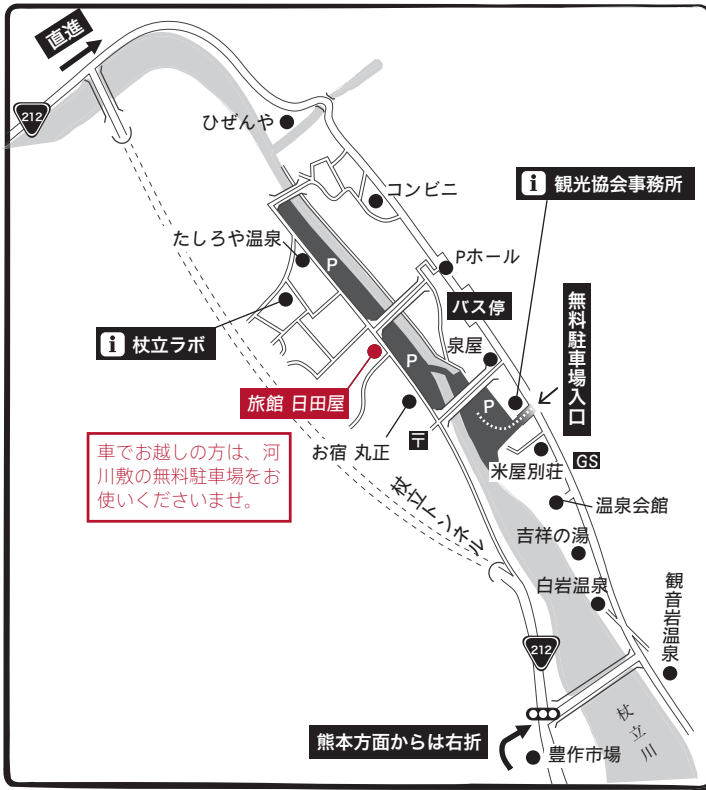 直進
212
ひぜんや
コンビニ
i 観光協会事務所
たしろや温泉
P
Pホール
バス停
無料駐車場入口
i 杖立ラボ
泉屋
P
P
旅館 日田屋
お宿 丸正
〒
米屋別荘
GS
車でお越しの方は、河
川敷の無料駐車場をお
使いくださいませ。
温泉会館
杖立トンネル
吉祥の湯
白岩温泉
観音岩温泉
212
熊本方面からは右折
豊作市場
杖立川